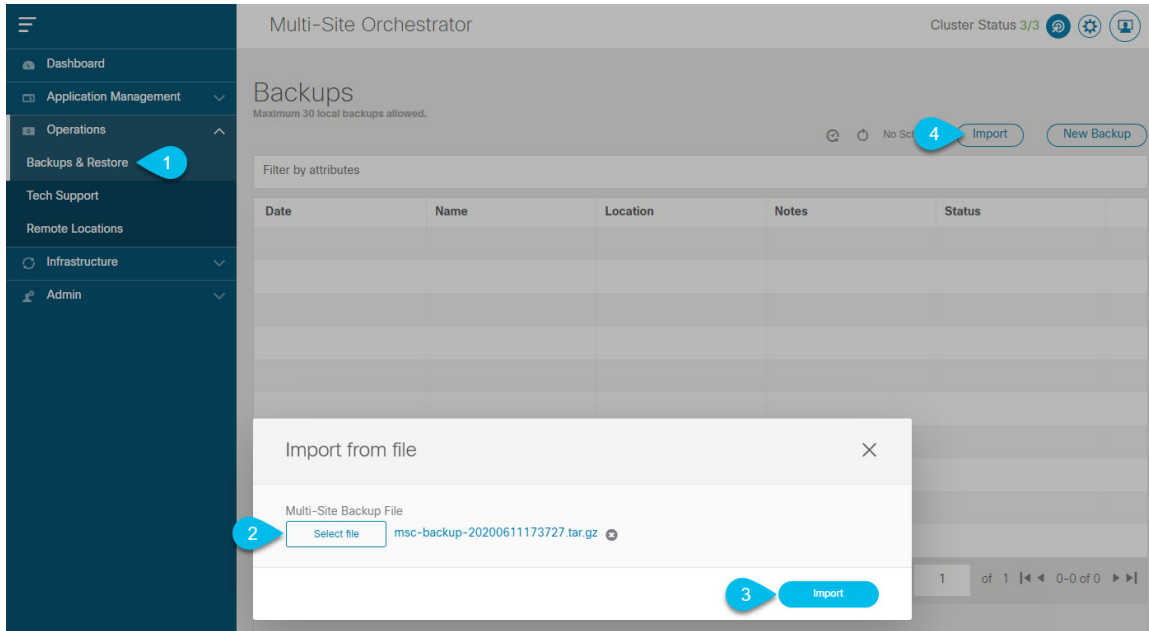 Multi-Site Orchestrator
Cluster Status 3/3
Dashboard
Application Management
Operations
Backups & Restore
1
Tech Support
Remote Locations
Infrastructure
Admin
Backups
Maximum 30 local backups allowed.
No Sc
4
Import
New Backup
Filter by attributes
Date Name Location Notes Status
Import from file
Multi-Site Backup File
2
Select file
msc-backup-20200611173727.tar.gz
3
Import
1 of 1 0-0 of 0